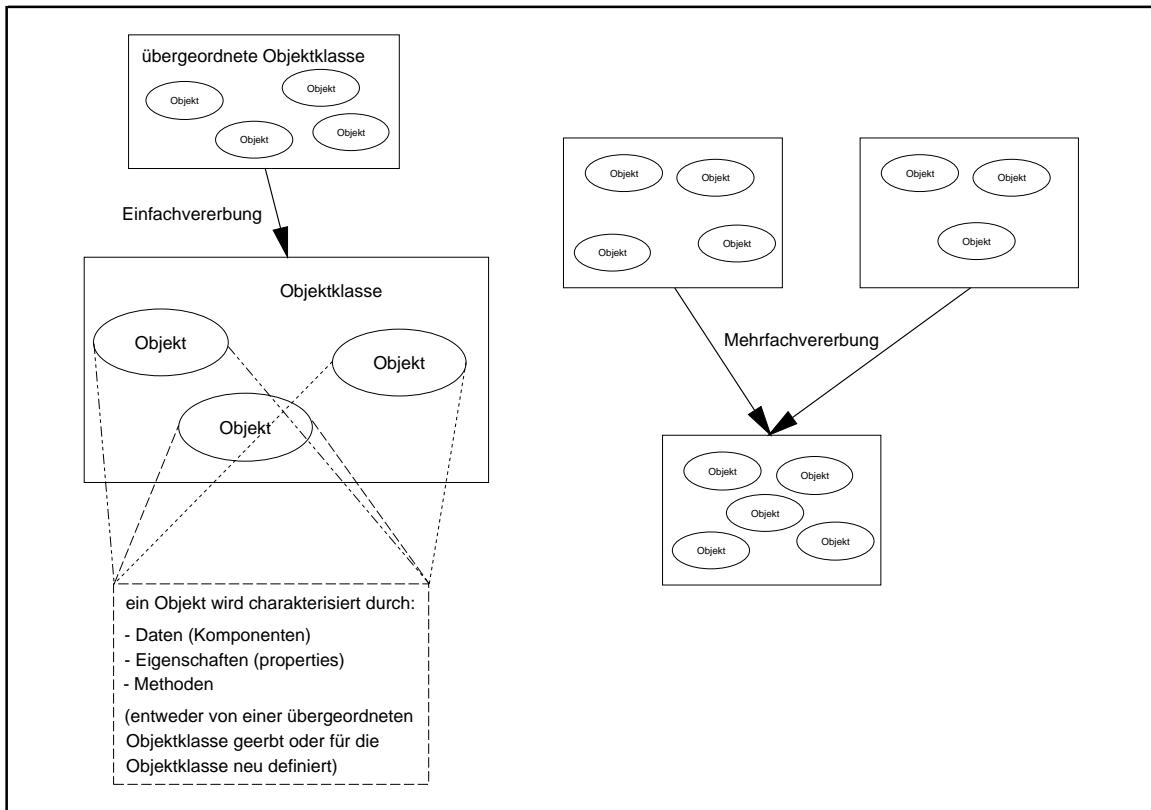 übergeordnete Objektklasse
Objekt
Objekt
Objekt
Objekt
Einfachvererbung
Objektklasse
Objekt
Objekt
Objekt
ein Objekt wird charakterisiert durch:
- Daten (Komponenten)
- Eigenschaften (properties)
- Methoden
(entweder von einer übergeordneten
Objektklasse geerbt oder für die
Objektklasse neu definiert)
Objekt
Objekt
Objekt
Objekt
Objekt
Objekt
Objekt
Mehrfachvererbung
Objekt
Objekt
Objekt
Objekt
Objekt